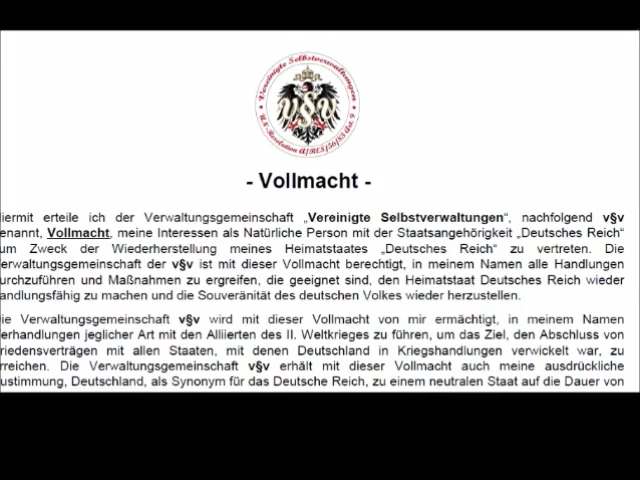 Vereinigte Selbstverwaltungen
v§v
UN-Resolution A/RES/56/83 Art. 9
- Vollmacht -
iermit erteile ich der Verwaltungsgemeinschaft „Vereinigte Selbstverwaltungen“, nachfolgend v§v
enannt, Vollmacht, meine Interessen als Natürliche Person mit der Staatsangehörigkeit „Deutsches Reich“
um Zweck der Wiederherstellung meines Heimatstaates „Deutsches Reich“ zu vertreten. Die
erwaltungsgemeinschaft der v§v ist mit dieser Vollmacht berechtigt, in meinem Namen alle Handlungen
urchzuführen und Maßnahmen zu ergreifen, die geeignet sind, den Heimatstaat Deutsches Reich wieder
andlungsfähig zu machen und die Souveränität des deutschen Volkes wieder herzustellen.
ie Verwaltungsgemeinschaft v§v wird mit dieser Vollmacht von mir ermächtigt, in meinem Namen
erhandlungen jeglicher Art mit den Alliierten des II. Weltkrieges zu führen, um das Ziel, den Abschluss von
riedensverträgen mit allen Staaten, mit denen Deutschland in Kriegshandlungen verwickelt war, zu
rreichen. Die Verwaltungsgemeinschaft v§v erhält mit dieser Vollmacht auch meine ausdrückliche
ustimmung, Deutschland, als Synonym für das Deutsche Reich, zu einem neutralen Staat auf die Dauer von